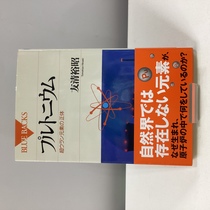 BLUE BACKS
プルトニウム
超ウラン元素の正体
友清裕昭
自然界では
存在しない元素が、
なぜ生まれ、
原子炉の中で何をしているのか?